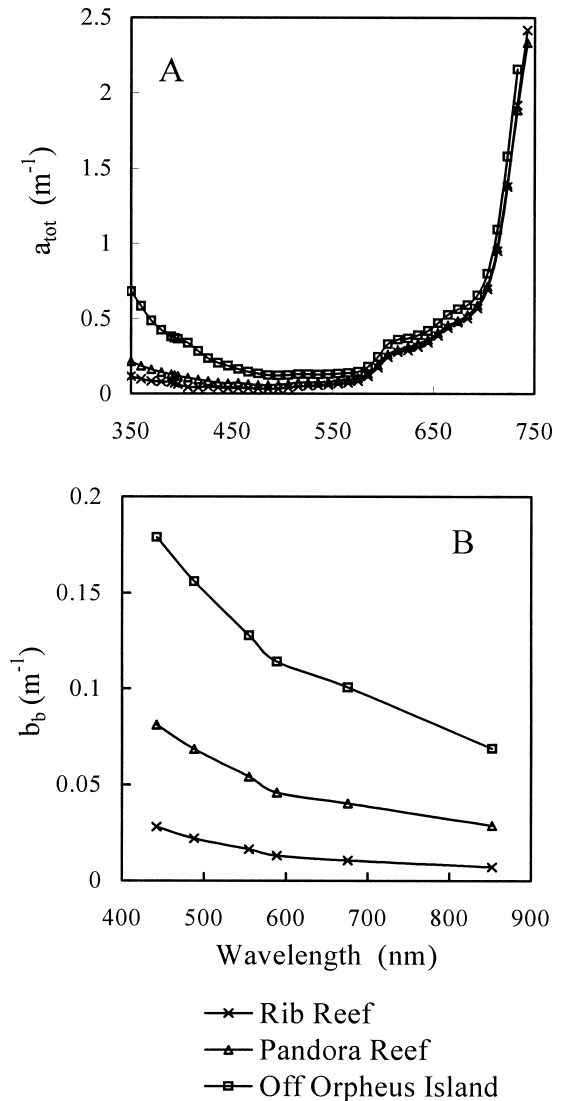 2.5
A
2
1.5
a_tot (m^-1)
1
0.5
0
350 450 550 650 750
0.2
B
0.15
b_b (m^-1)
0.1
0.05
0
400 500 600 700 800 900
Wavelength (nm)
Rib Reef
Pandora Reef
Off Orpheus Island